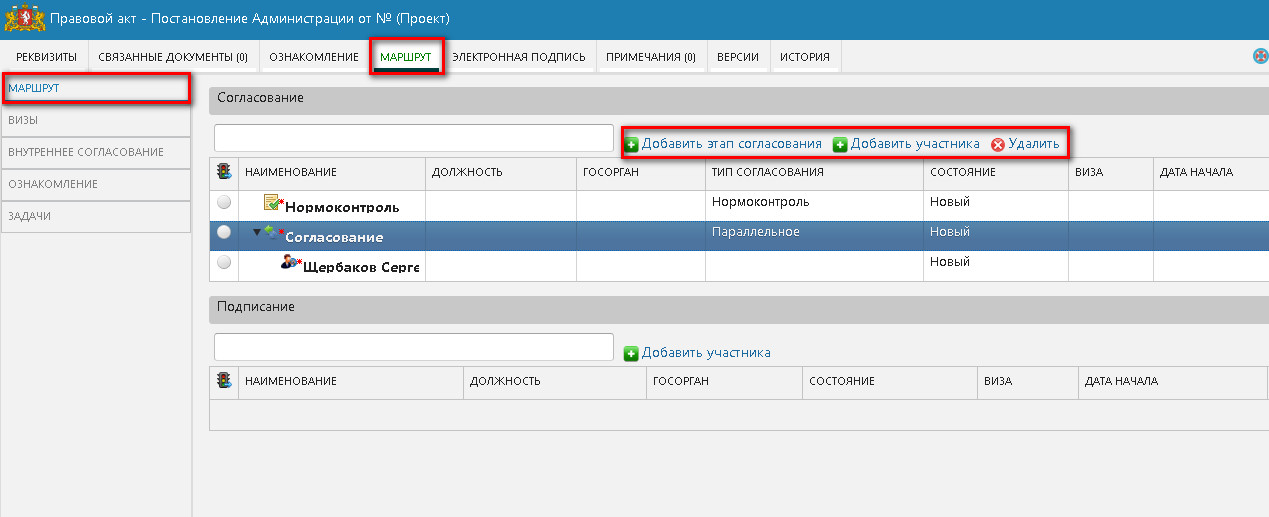 Правовой акт - Постановление Администрации от № (Проект)
РЕКВИЗИТЫ СВЯЗАННЫЕ ДОКУМЕНТЫ (0) ОЗНАКОМЛЕНИЕ МАРШРУТ ЭЛЕКТРОННАЯ ПОДПИСЬ ПРИМЕЧАНИЯ (0) ВЕРСИИ ИСТОРИЯ
МАРШРУТ
ВИЗЫ
ВНУТРЕННЕЕ СОГЛАСОВАНИЕ
ОЗНАКОМЛЕНИЕ
ЗАДАЧИ
Согласование
Добавить этап согласования Добавить участника Удалить
НАИМЕНОВАНИЕ ДОЛЖНОСТЬ ГОСОРГАН ТИП СОГЛАСОВАНИЯ СОСТОЯНИЕ ВИЗА ДАТА НАЧАЛА
*Нормоконтроль Нормоконтроль Новый
*Согласование Параллельное Новый
*Щербаков Серге Новый
Подписание
Добавить участника
НАИМЕНОВАНИЕ ДОЛЖНОСТЬ ГОСОРГАН СОСТОЯНИЕ ВИЗА ДАТА НАЧАЛА